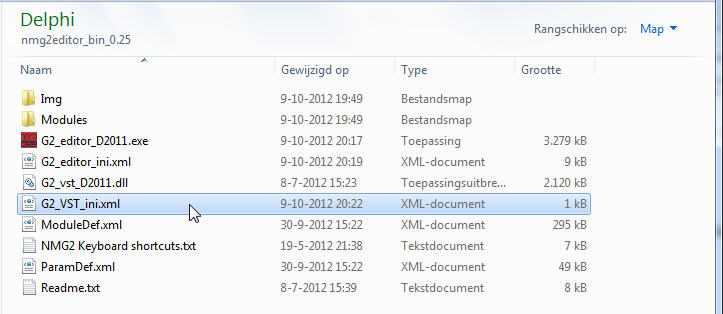 Delphi
nmg2editor_bin_0.25
Rangschikken op: Map
Naam Gewijzigd op Type Grootte
Img 9-10-2012 19:49 Bestandsmap
Modules 9-10-2012 19:49 Bestandsmap
G2_editor_D2011.exe 9-10-2012 20:17 Toepassing 3.279 kB
G2_editor_ini.xml 9-10-2012 20:19 XML-document 9 kB
G2_vst_D2011.dll 8-7-2012 15:23 Toepassingsuitbre... 2.120 kB
G2_VST_ini.xml 9-10-2012 20:22 XML-document 1 kB
ModuleDef.xml 30-9-2012 15:22 XML-document 295 kB
NMG2 Keyboard shortcuts.txt 19-5-2012 21:38 Tekstdocument 7 kB
ParamDef.xml 30-9-2012 15:22 XML-document 49 kB
Readme.txt 8-7-2012 15:39 Tekstdocument 8 kB